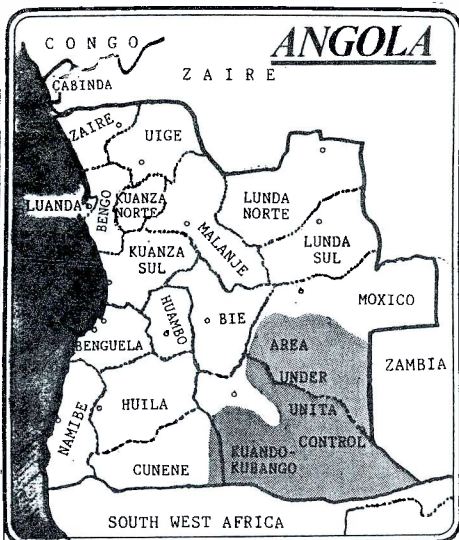 ANGOLA
CONGO
ZAIRE
CABINDA
ZAIRE
UIGE
LUANDA
BENGO
KUANZA
NORTE
MALANJE
LUNDA
NORTE
LUNDA
SUL
KUANZA
SUL
HUAMBO
BIE
MOXICO
BENGUELA
AREA
UNDER
UNITA
CONTROL
ZAMBIA
NAMIBE
HUILA
KUANDO-
KUBANGO
CUNENE
SOUTH WEST AFRICA